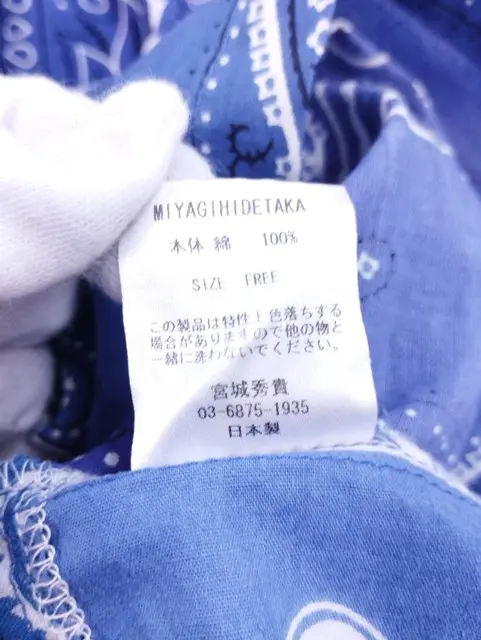 MIYAGIHIDETAKA
本体 綿 100%
SIZE FREE
この製品は特性上色落ちする
場合がありますので他の物と
一緒に洗わないでください。
宮城秀貴
03-6875-1935
日本製